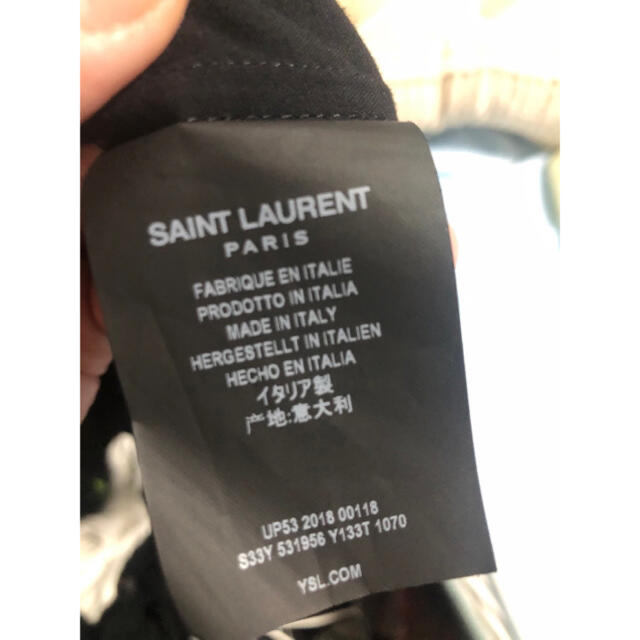 SAINT LAURENT
PARIS
FABRIQUE EN ITALIE
PRODOTTO IN ITALIA
MADE IN ITALY
HERGESTELLT IN ITALIEN
HECHO EN ITALIA
イタリア製
产地:意大利
UP53 2018 00118
S33Y 531956 Y133T 1070
YSL.COM